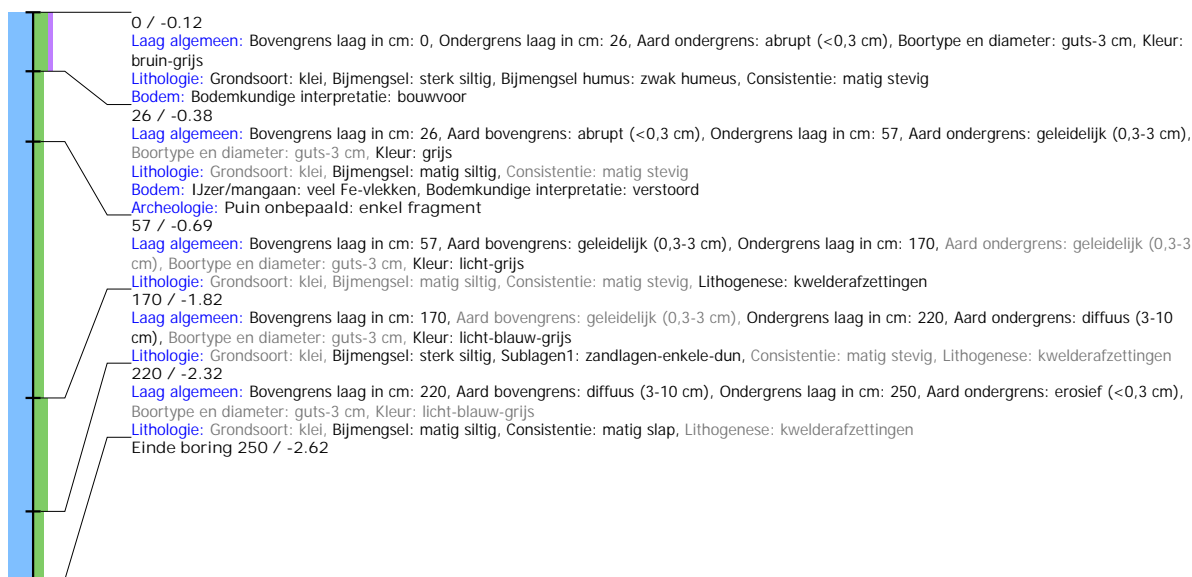 0 / -0.12
Laag algemeen: Bovengrens laag in cm: 0, Ondergrens laag in cm: 26, Aard ondergrens: abrupt (<0,3 cm), Boortype en diameter: guts-3 cm, Kleur:
bruin-grijs
Lithologie: Grondsoort: klei, Bijmengsel: sterk siltig, Bijmengsel humus: zwak humeus, Consistentie: matig stevig
Bodem: Bodemkundige interpretatie: bouwvoor
26 / -0.38
Laag algemeen: Bovengrens laag in cm: 26, Aard bovengrens: abrupt (<0,3 cm), Ondergrens laag in cm: 57, Aard ondergrens: geleidelijk (0,3-3 cm),
Boortype en diameter: guts-3 cm, Kleur: grijs
Lithologie: Grondsoort: klei, Bijmengsel: matig siltig, Consistentie: matig stevig
Bodem: IJzer/mangaan: veel Fe-vlekken, Bodemkundige interpretatie: verstoord
Archeologie: Puin onbepaald: enkel fragment
57 / -0.69
Laag algemeen: Bovengrens laag in cm: 57, Aard bovengrens: geleidelijk (0,3-3 cm), Ondergrens laag in cm: 170, Aard ondergrens: geleidelijk (0,3-3
cm), Boortype en diameter: guts-3 cm, Kleur: licht-grijs
Lithologie: Grondsoort: klei, Bijmengsel: matig siltig, Consistentie: matig stevig, Lithogenese: kwelderafzettingen
170 / -1.82
Laag algemeen: Bovengrens laag in cm: 170, Aard bovengrens: geleidelijk (0,3-3 cm), Ondergrens laag in cm: 220, Aard ondergrens: diffuus (3-10
cm), Boortype en diameter: guts-3 cm, Kleur: licht-blauw-grijs
Lithologie: Grondsoort: klei, Bijmengsel: sterk siltig, Sublagen1: zandlagen-enkele-dun, Consistentie: matig stevig, Lithogenese: kwelderafzettingen
220 / -2.32
Laag algemeen: Bovengrens laag in cm: 220, Aard bovengrens: diffuus (3-10 cm), Ondergrens laag in cm: 250, Aard ondergrens: erosief (<0,3 cm),
Boortype en diameter: guts-3 cm, Kleur: licht-blauw-grijs
Lithologie: Grondsoort: klei, Bijmengsel: matig siltig, Consistentie: matig slap, Lithogenese: kwelderafzettingen
Einde boring 250 / -2.62